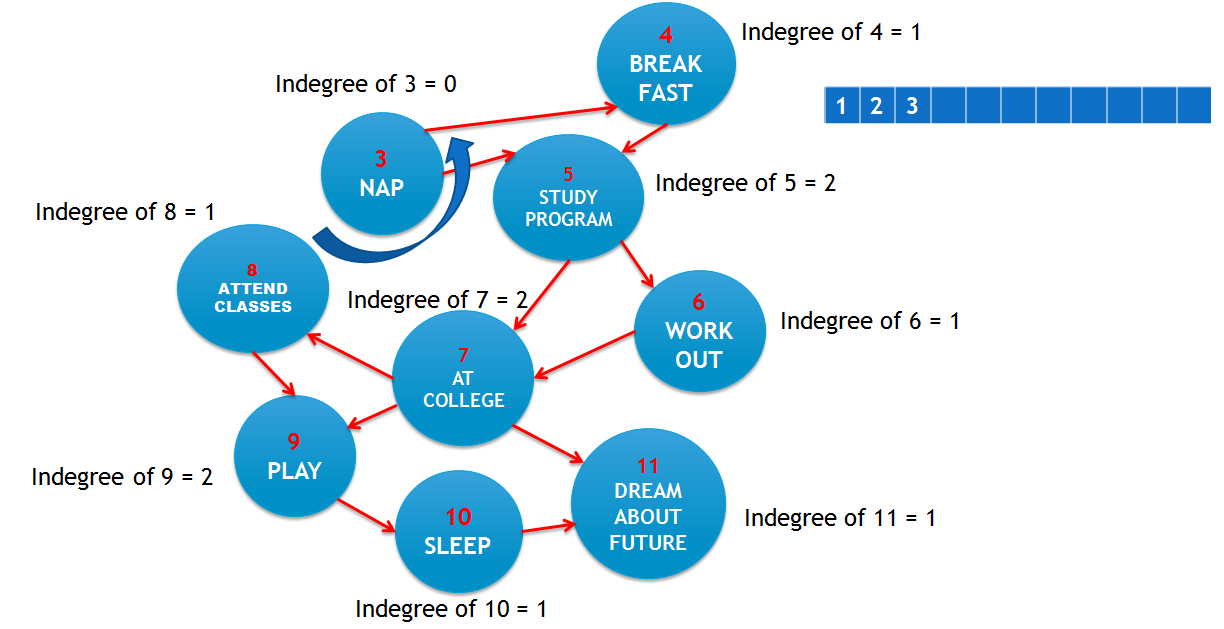 4
BREAK
FAST
Indegree of 4 = 1
Indegree of 3 = 0
1 2 3
3
NAP
5
STUDY
PROGRAM
Indegree of 5 = 2
Indegree of 8 = 1
8
ATTEND
CLASSES
Indegree of 7 = 2
6
WORK
OUT
Indegree of 6 = 1
7
AT
COLLEGE
9
PLAY
Indegree of 9 = 2
11
DREAM
ABOUT
FUTURE
Indegree of 11 = 1
10
SLEEP
Indegree of 10 = 1